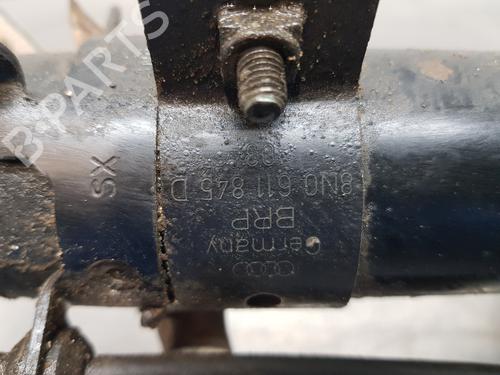 B-PARTS
8N0 611 845 D
BRP
Germany
SX